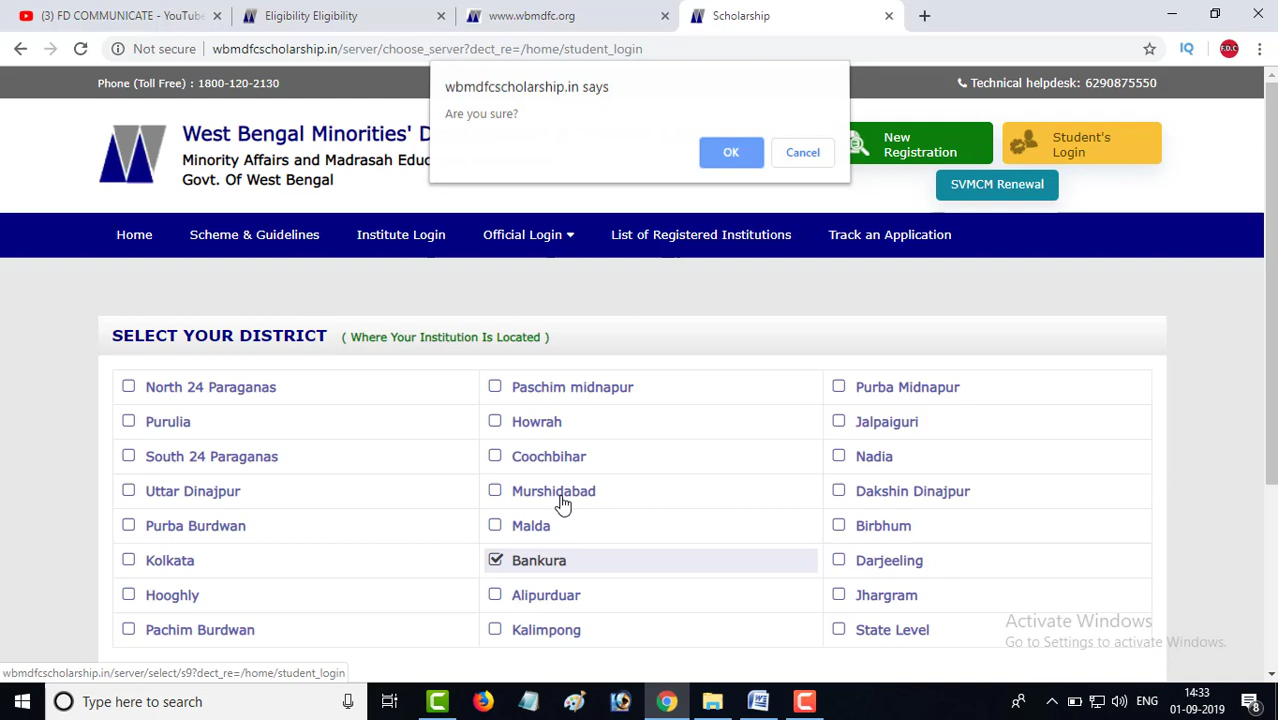 (3) FD COMMUNICATE - YouTube
Eligibility Eligibility
www.wbmdfc.org
Scholarship
Not secure
wbmdfcscholarship.in/server/choose_server?dect_re=/home/student_login
IQ
F.D.C
Phone (Toll Free) : 1800-120-2130
Technical helpdesk: 6290875550
wbmdfcscholarship.in says
Are you sure?
OK
Cancel
West Bengal Minorities' D
Minority Affairs and Madrasah Educ
Govt. Of West Bengal
New Registration
Student's Login
SVMCM Renewal
Home
Scheme & Guidelines
Institute Login
Official Login
List of Registered Institutions
Track an Application
SELECT YOUR DISTRICT ( Where Your Institution Is Located )
North 24 Paraganas
Paschim midnapur
Purba Midnapur
Purulia
Howrah
Jalpaiguri
South 24 Paraganas
Coochbihar
Nadia
Uttar Dinajpur
Murshidabad
Dakshin Dinajpur
Purba Burdwan
Malda
Birbhum
Kolkata
Bankura
Darjeeling
Hooghly
Alipurduar
Jhargram
Pachim Burdwan
Kalimpong
State Level
Activate Windows
Go to Settings to activate Windows.
wbmdfcscholarship.in/server/select/s9?dect_re=/home/student_login
Type here to search
ENG
14:33
01-09-2019
8